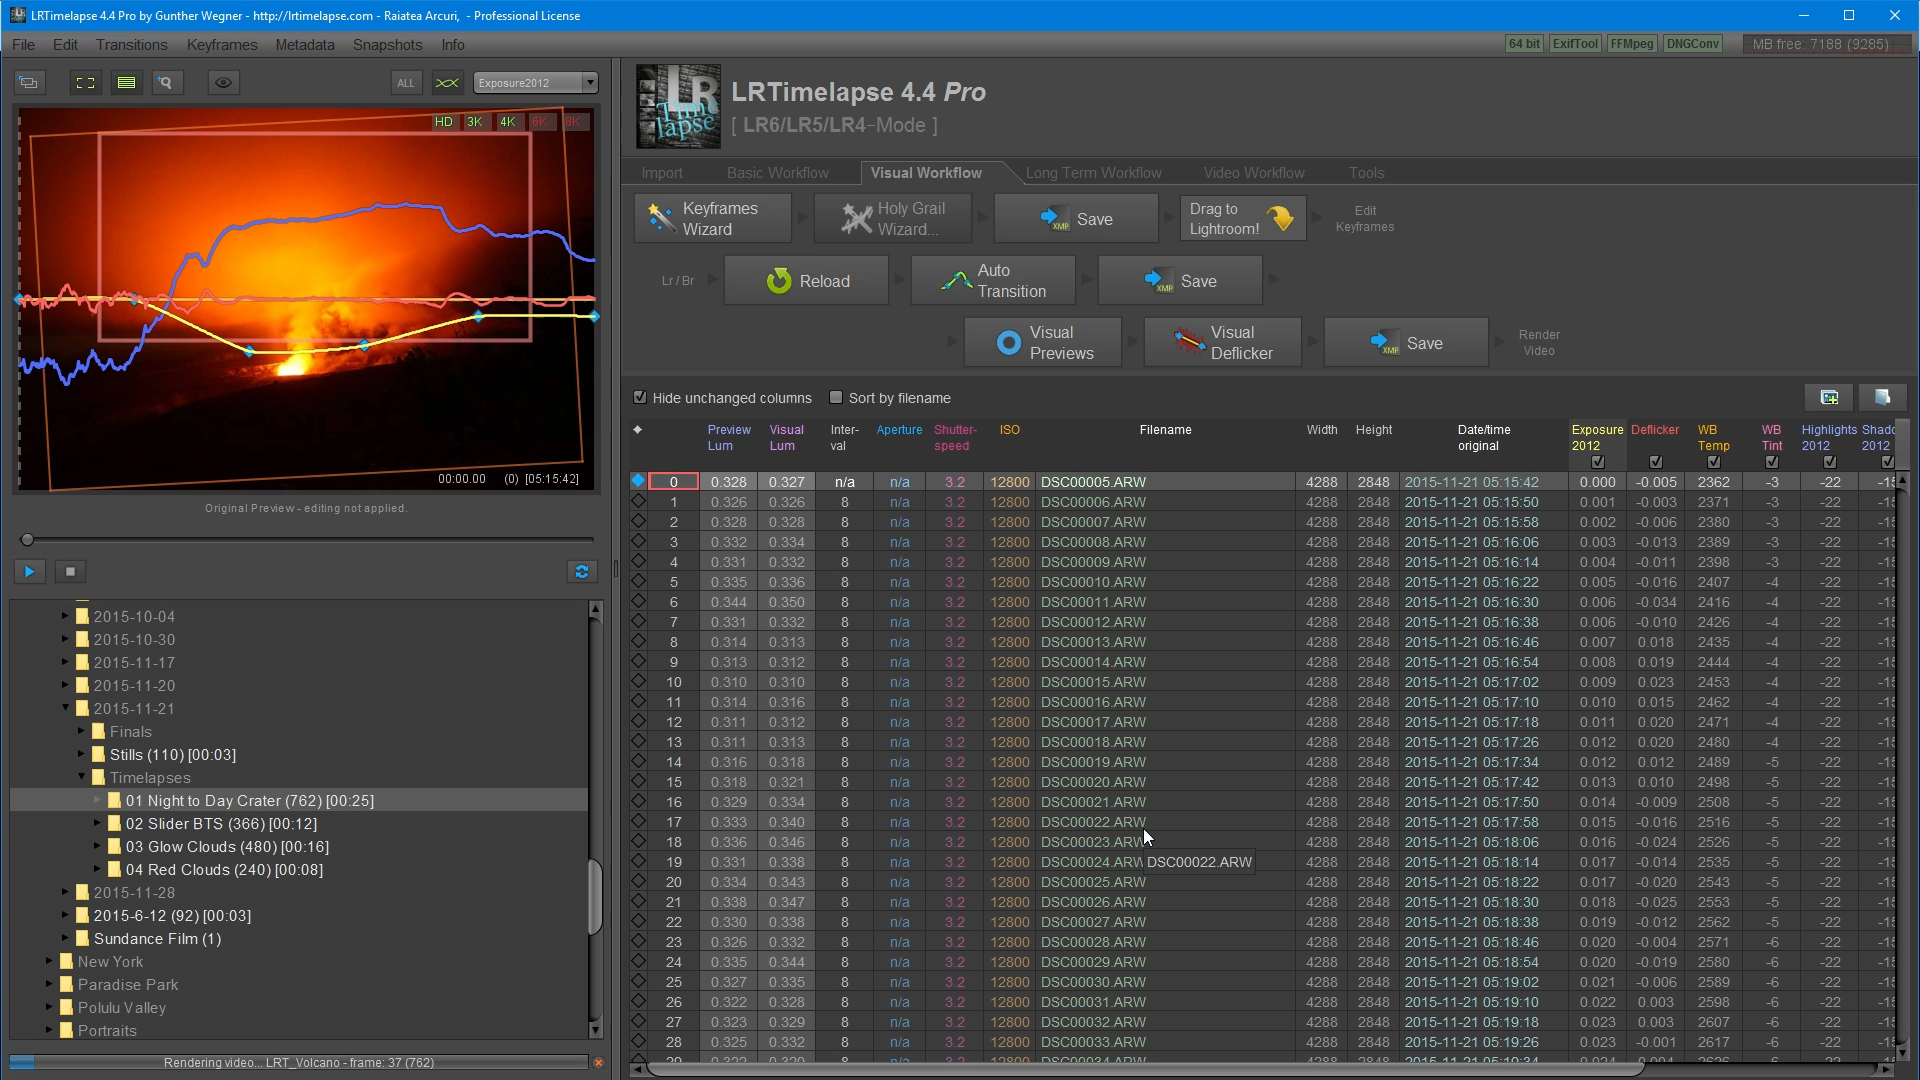 LRTimelapse 4.4 Pro by Gunther Wegner - http://lrtimelapse.com - Raiatea Arcuri, - Professional License
File Edit Transitions Keyframes Metadata Snapshots Info
64 bit ExifTool FFMpeg DNGConv MB free: 7188 (9285)
ALL Exposure2012
HD 3K 4K 6K 8K
00:00.00 (0) [05:15:42]
Original Preview - editing not applied.
2015-10-04
2015-10-30
2015-11-17
2015-11-20
2015-11-21
Finals
Stills (110) [00:03]
Timelapses
01 Night to Day Crater (762) [00:25]
02 Slider BTS (366) [00:12]
03 Glow Clouds (480) [00:16]
04 Red Clouds (240) [00:08]
2015-11-28
2015-6-12 (92) [00:03]
Sundance Film (1)
New York
Paradise Park
Polulu Valley
Portraits
Rendering video... LRT_Volcano - frame: 37 (762)
LR Timelapse
LRTimelapse 4.4 Pro
[ LR6/LR5/LR4-Mode ]
Import Basic Workflow Visual Workflow Long Term Workflow Video Workflow Tools
Keyframes Wizard
Holy Grail Wizard...
XMP Save
Drag to Lightroom!
Edit Keyframes
Lr / Br
Reload
Auto Transition
XMP Save
Visual Previews
Visual Deflicker
XMP Save
Render Video
Hide unchanged columns Sort by filename
Preview Lum Visual Lum Inter-val Aperture Shutter-speed ISO Filename Width Height Date/time original Exposure 2012 Deflicker WB Temp WB Tint Highlights 2012 Shado 2012
0 0.328 0.327 n/a n/a 3.2 12800 DSC00005.ARW 4288 2848 2015-11-21 05:15:42 0.000 -0.005 2362 -3 -22 -15
1 0.326 0.326 8 n/a 3.2 12800 DSC00006.ARW 4288 2848 2015-11-21 05:15:50 0.001 -0.003 2371 -3 -22 -15
2 0.328 0.328 8 n/a 3.2 12800 DSC00007.ARW 4288 2848 2015-11-21 05:15:58 0.002 -0.006 2380 -3 -22 -15
3 0.332 0.334 8 n/a 3.2 12800 DSC00008.ARW 4288 2848 2015-11-21 05:16:06 0.003 -0.013 2389 -3 -22 -15
4 0.331 0.332 8 n/a 3.2 12800 DSC00009.ARW 4288 2848 2015-11-21 05:16:14 0.004 -0.011 2398 -3 -22 -15
5 0.335 0.336 8 n/a 3.2 12800 DSC00010.ARW 4288 2848 2015-11-21 05:16:22 0.005 -0.016 2407 -4 -22 -15
6 0.344 0.350 8 n/a 3.2 12800 DSC00011.ARW 4288 2848 2015-11-21 05:16:30 0.006 -0.034 2416 -4 -22 -15
7 0.331 0.332 8 n/a 3.2 12800 DSC00012.ARW 4288 2848 2015-11-21 05:16:38 0.006 -0.010 2426 -4 -22 -15
8 0.314 0.313 8 n/a 3.2 12800 DSC00013.ARW 4288 2848 2015-11-21 05:16:46 0.007 0.018 2435 -4 -22 -15
9 0.313 0.312 8 n/a 3.2 12800 DSC00014.ARW 4288 2848 2015-11-21 05:16:54 0.008 0.019 2444 -4 -22 -15
10 0.310 0.310 8 n/a 3.2 12800 DSC00015.ARW 4288 2848 2015-11-21 05:17:02 0.009 0.023 2453 -4 -22 -15
11 0.314 0.316 8 n/a 3.2 12800 DSC00016.ARW 4288 2848 2015-11-21 05:17:10 0.010 0.015 2462 -4 -22 -15
12 0.311 0.312 8 n/a 3.2 12800 DSC00017.ARW 4288 2848 2015-11-21 05:17:18 0.011 0.020 2471 -4 -22 -15
13 0.311 0.313 8 n/a 3.2 12800 DSC00018.ARW 4288 2848 2015-11-21 05:17:26 0.012 0.020 2480 -4 -22 -15
14 0.316 0.318 8 n/a 3.2 12800 DSC00019.ARW 4288 2848 2015-11-21 05:17:34 0.012 0.012 2489 -5 -22 -15
15 0.318 0.321 8 n/a 3.2 12800 DSC00020.ARW 4288 2848 2015-11-21 05:17:42 0.013 0.010 2498 -5 -22 -15
16 0.329 0.334 8 n/a 3.2 12800 DSC00021.ARW 4288 2848 2015-11-21 05:17:50 0.014 -0.009 2508 -5 -22 -15
17 0.333 0.340 8 n/a 3.2 12800 DSC00022.ARW 4288 2848 2015-11-21 05:17:58 0.015 -0.016 2516 -5 -22 -15
18 0.336 0.346 8 n/a 3.2 12800 DSC00023.ARW 4288 2848 2015-11-21 05:18:06 0.016 -0.024 2526 -5 -22 -15
19 0.331 0.338 8 n/a 3.2 12800 DSC00024.ARW DSC00022.ARW 4288 2848 2015-11-21 05:18:14 0.017 -0.014 2535 -5 -22 -15
20 0.334 0.343 8 n/a 3.2 12800 DSC00025.ARW 4288 2848 2015-11-21 05:18:22 0.017 -0.020 2543 -5 -22 -15
21 0.338 0.347 8 n/a 3.2 12800 DSC00026.ARW 4288 2848 2015-11-21 05:18:30 0.018 -0.025 2553 -5 -22 -15
22 0.330 0.338 8 n/a 3.2 12800 DSC00027.ARW 4288 2848 2015-11-21 05:18:38 0.019 -0.012 2562 -5 -22 -15
23 0.326 0.332 8 n/a 3.2 12800 DSC00028.ARW 4288 2848 2015-11-21 05:18:46 0.020 -0.004 2571 -6 -22 -15
24 0.335 0.344 8 n/a 3.2 12800 DSC00029.ARW 4288 2848 2015-11-21 05:18:54 0.020 -0.019 2580 -6 -22 -15
25 0.327 0.335 8 n/a 3.2 12800 DSC00030.ARW 4288 2848 2015-11-21 05:19:02 0.021 -0.006 2589 -6 -22 -15
26 0.322 0.328 8 n/a 3.2 12800 DSC00031.ARW 4288 2848 2015-11-21 05:19:10 0.022 0.003 2598 -6 -22 -15
27 0.323 0.329 8 n/a 3.2 12800 DSC00032.ARW 4288 2848 2015-11-21 05:19:18 0.023 0.003 2607 -6 -22 -15
28 0.325 0.332 8 n/a 3.2 12800 DSC00033.ARW 4288 2848 2015-11-21 05:19:26 0.023 -0.001 2617 -6 -22 -15